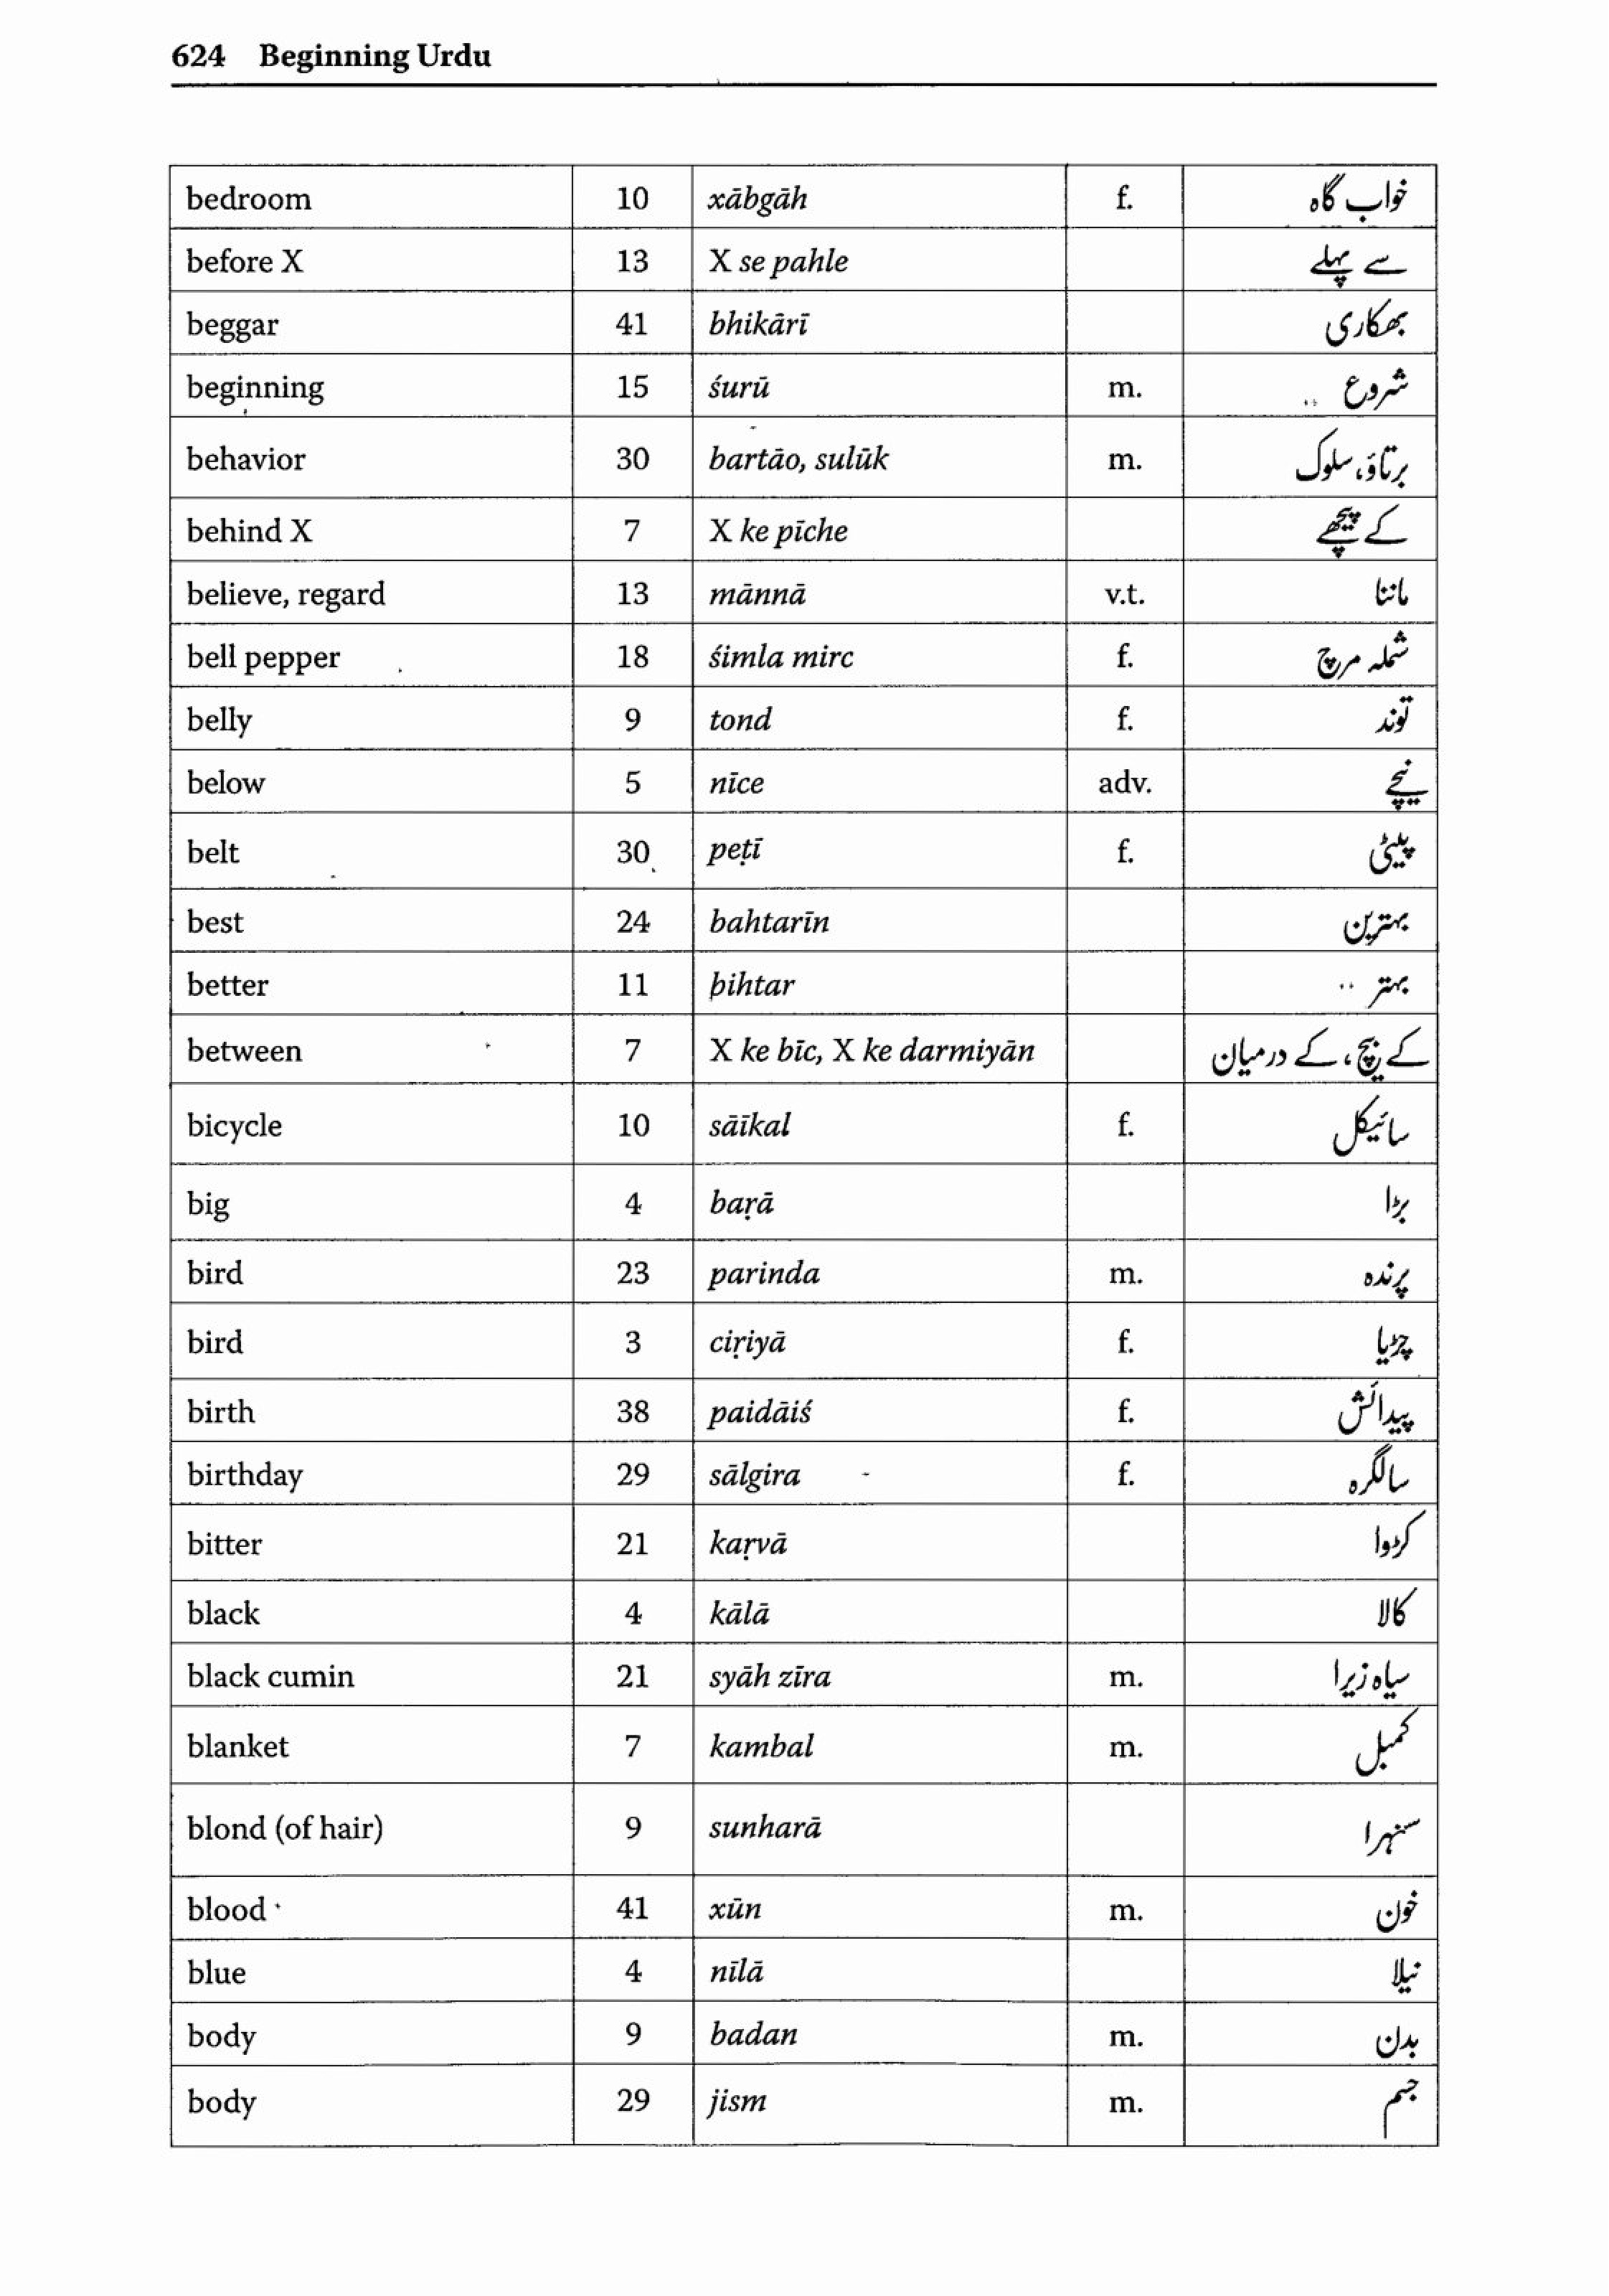 624 Beginning Urdu
bedroom 10 xābgāh f. خواب گاہ
before X 13 X se pahle سے پہلے
beggar 41 bhikārī بھکاری
beginning 15 śurū m. شروع
behavior 30 bartāo, sulūk m. برتاؤ، سلوک
behind X 7 X ke pīche کے پیچھے
believe, regard 13 mānnā v.t. ماننا
bell pepper 18 śimla mirc f. شملہ مرچ
belly 9 tond f. توند
below 5 nīce adv. نیچے
belt 30 peṭī f. پیٹی
best 24 bahtarīn بہترین
better 11 bihtar بہتر
between 7 X ke bīc, X ke darmiyān کے بیچ، کے درمیان
bicycle 10 sāīkal f. سائیکل
big 4 baṛā بڑا
bird 23 parinda m. پرندہ
bird 3 ciṛiyā f. چڑیا
birth 38 paidāiś f. پیدائش
birthday 29 sālgira f. سالگرہ
bitter 21 kaṛvā کڑوا
black 4 kālā کالا
black cumin 21 syāh zīra m. سیاہ زیرا
blanket 7 kambal m. کمبل
blond (of hair) 9 sunharā سنہرا
blood 41 xūn m. خون
blue 4 nīlā نیلا
body 9 badan m. بدن
body 29 jism m. جسم